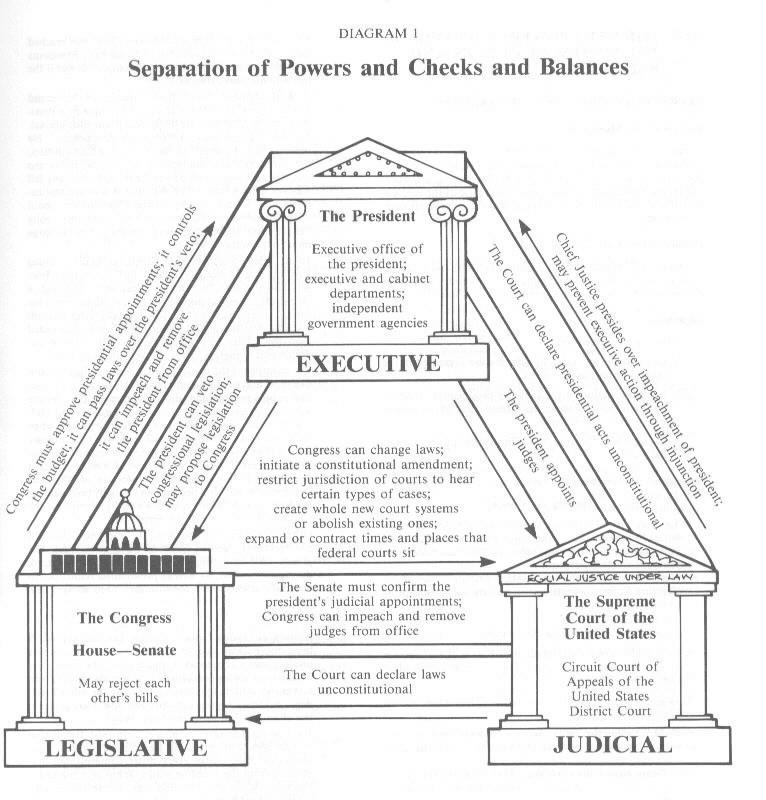 DIAGRAM 1
Separation of Powers and Checks and Balances
The President
Executive office of
the president;
executive and cabinet
departments;
independent
government agencies
EXECUTIVE
Congress must approve presidential appointments; it controls
the budget; it can pass laws over the president's veto;
it can impeach and remove
the president from office
The president can veto
congressional legislation;
may propose legislation
to Congress
Chief Justice presides over impeachment of president;
may prevent executive action through injunction
The Court can declare presidential acts unconstitutional
The president appoints
judges
Congress can change laws;
initiate a constitutional amendment;
restrict jurisdiction of courts to hear
certain types of cases;
create whole new court systems
or abolish existing ones;
expand or contract times and places that
federal courts sit
The Senate must confirm the
president's judicial appointments;
Congress can impeach and remove
judges from office
The Court can declare laws
unconstitutional
The Congress
House—Senate
May reject each
other's bills
LEGISLATIVE
EQUAL JUSTICE UNDER LAW
The Supreme
Court of the
United States
Circuit Court of
Appeals of the
United States
District Court
JUDICIAL